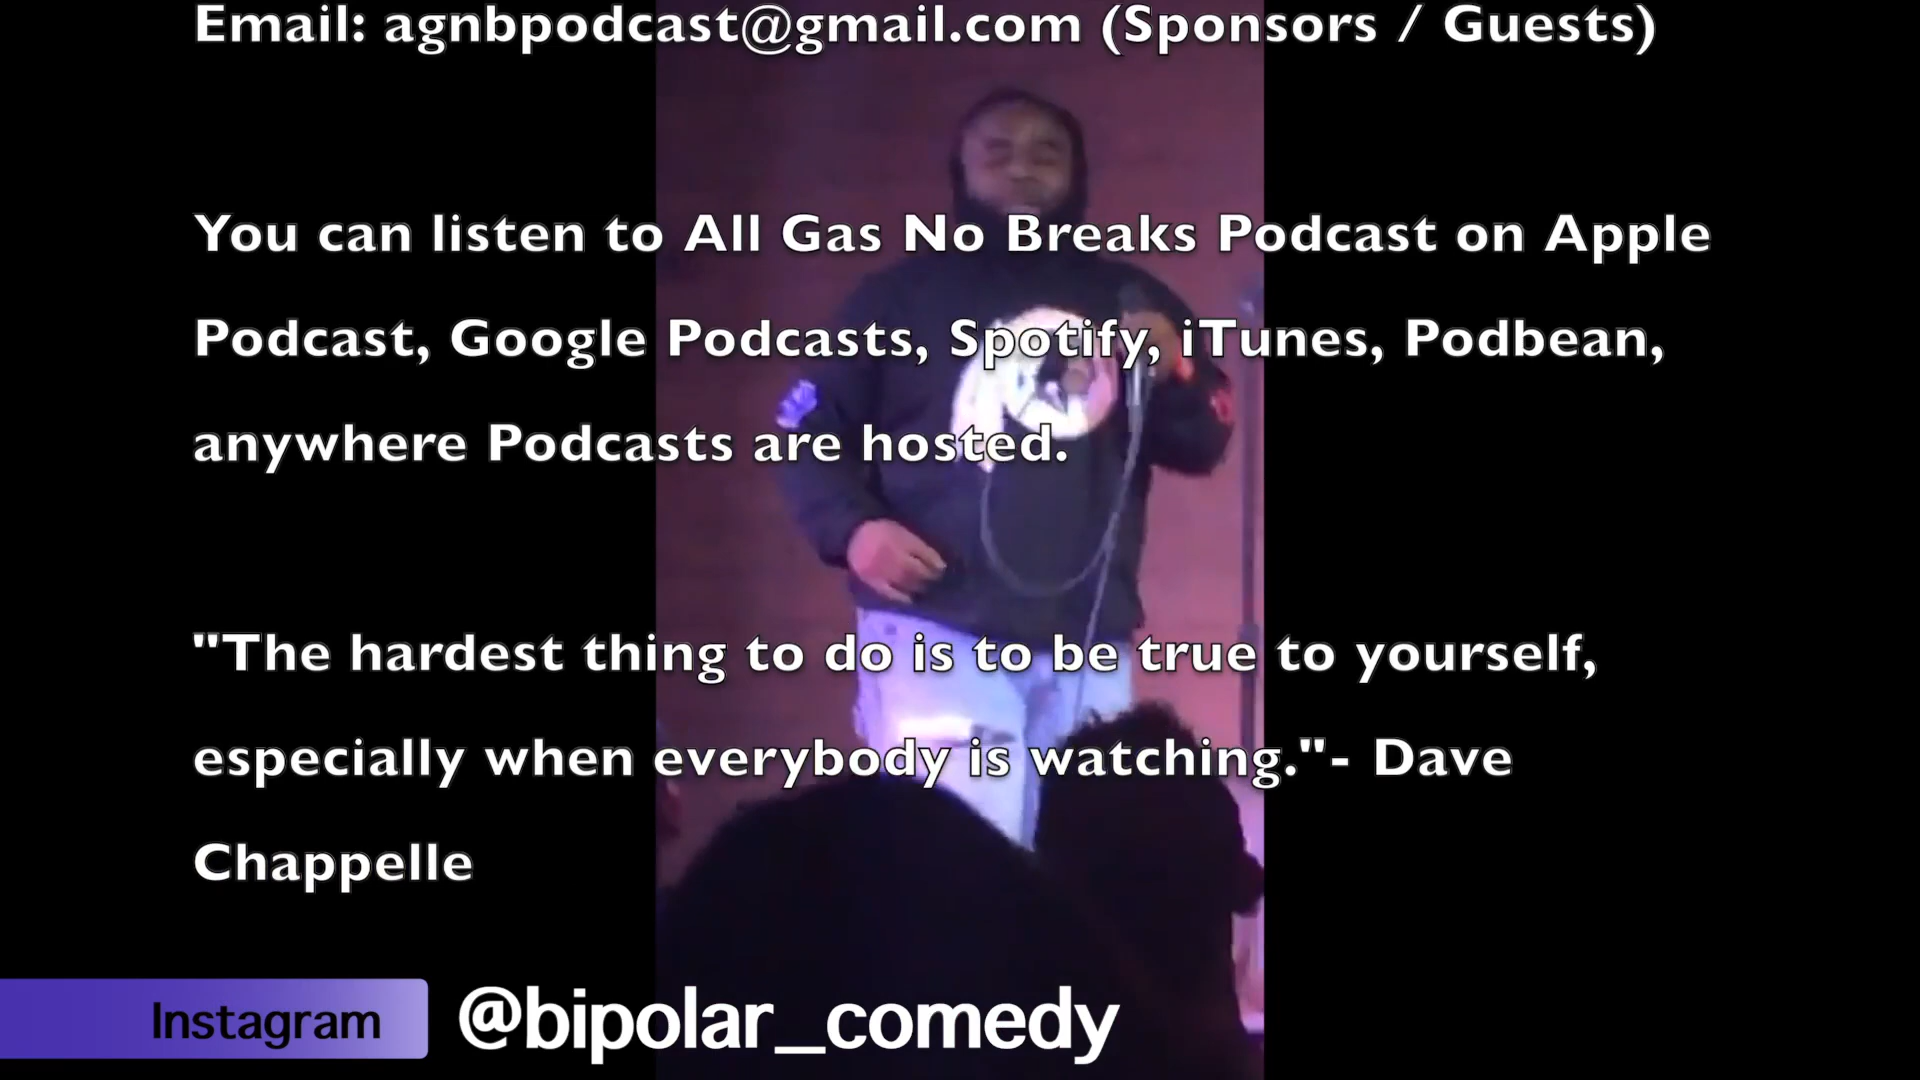 Email: agnbpodcast@gmail.com (Sponsors / Guests)
You can listen to All Gas No Breaks Podcast on Apple
Podcast, Google Podcasts, Spotify, iTunes, Podbean,
anywhere Podcasts are hosted.
"The hardest thing to do is to be true to yourself,
especially when everybody is watching."- Dave
Chappelle
Instagram @bipolar_comedy